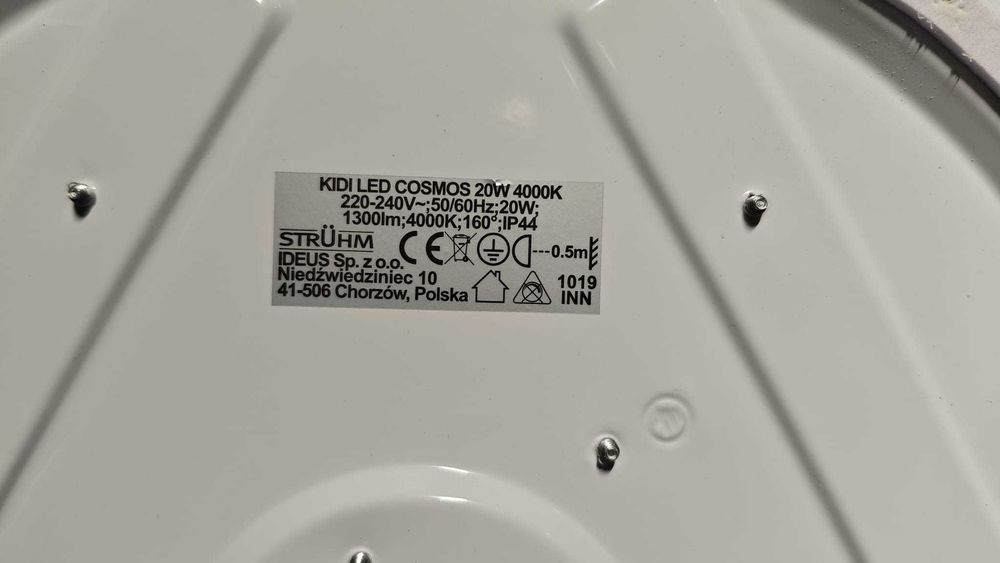 KIDI LED COSMOS 20W 4000K
220-240V~;50/60Hz;20W;
1300lm;4000K;160°;IP44
STRÜHM CE ---0.5m
IDEUS Sp. z o.o.
Niedźwiedziniec 10 1019
41-506 Chorzów, Polska INN